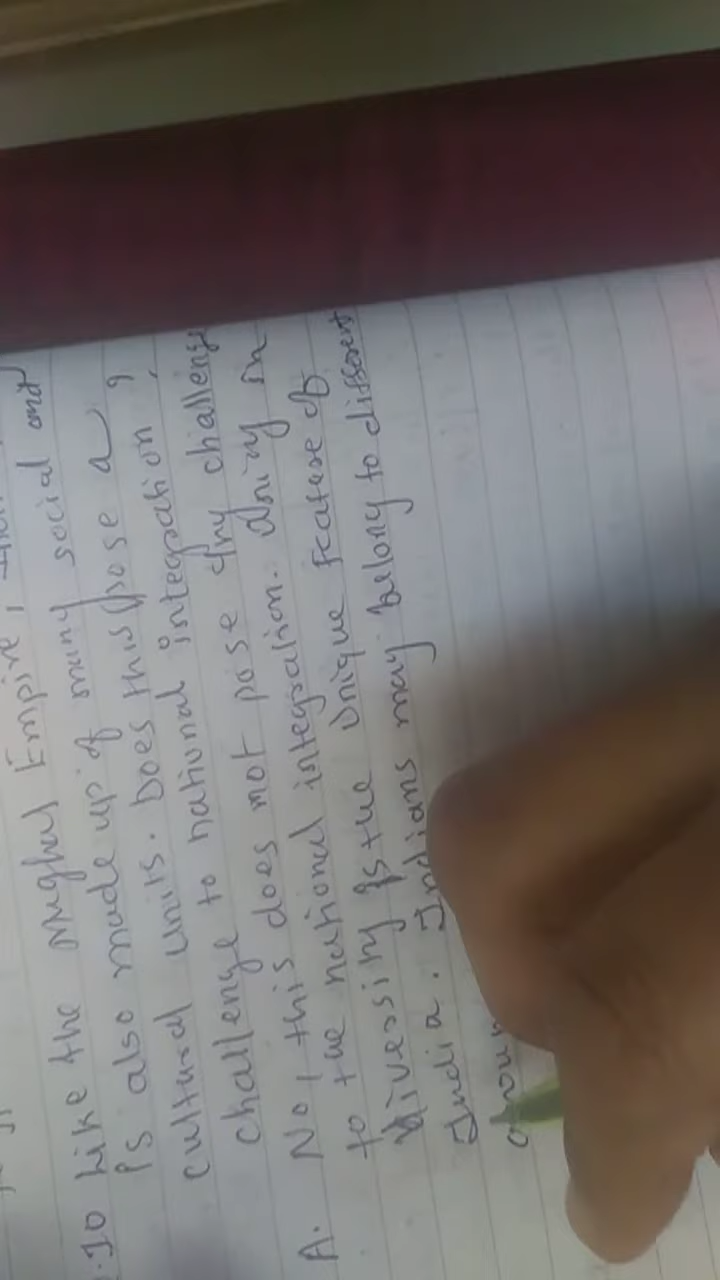 Empire,
.10 Like the Mughal Empire,
is also made up of many social and
cultural units. Does this pose a
challenge to national integration?
A. No, this does not pose any challenge
to the national integration. Unity in
diversity is the unique feature of
India. Indians may belong to different